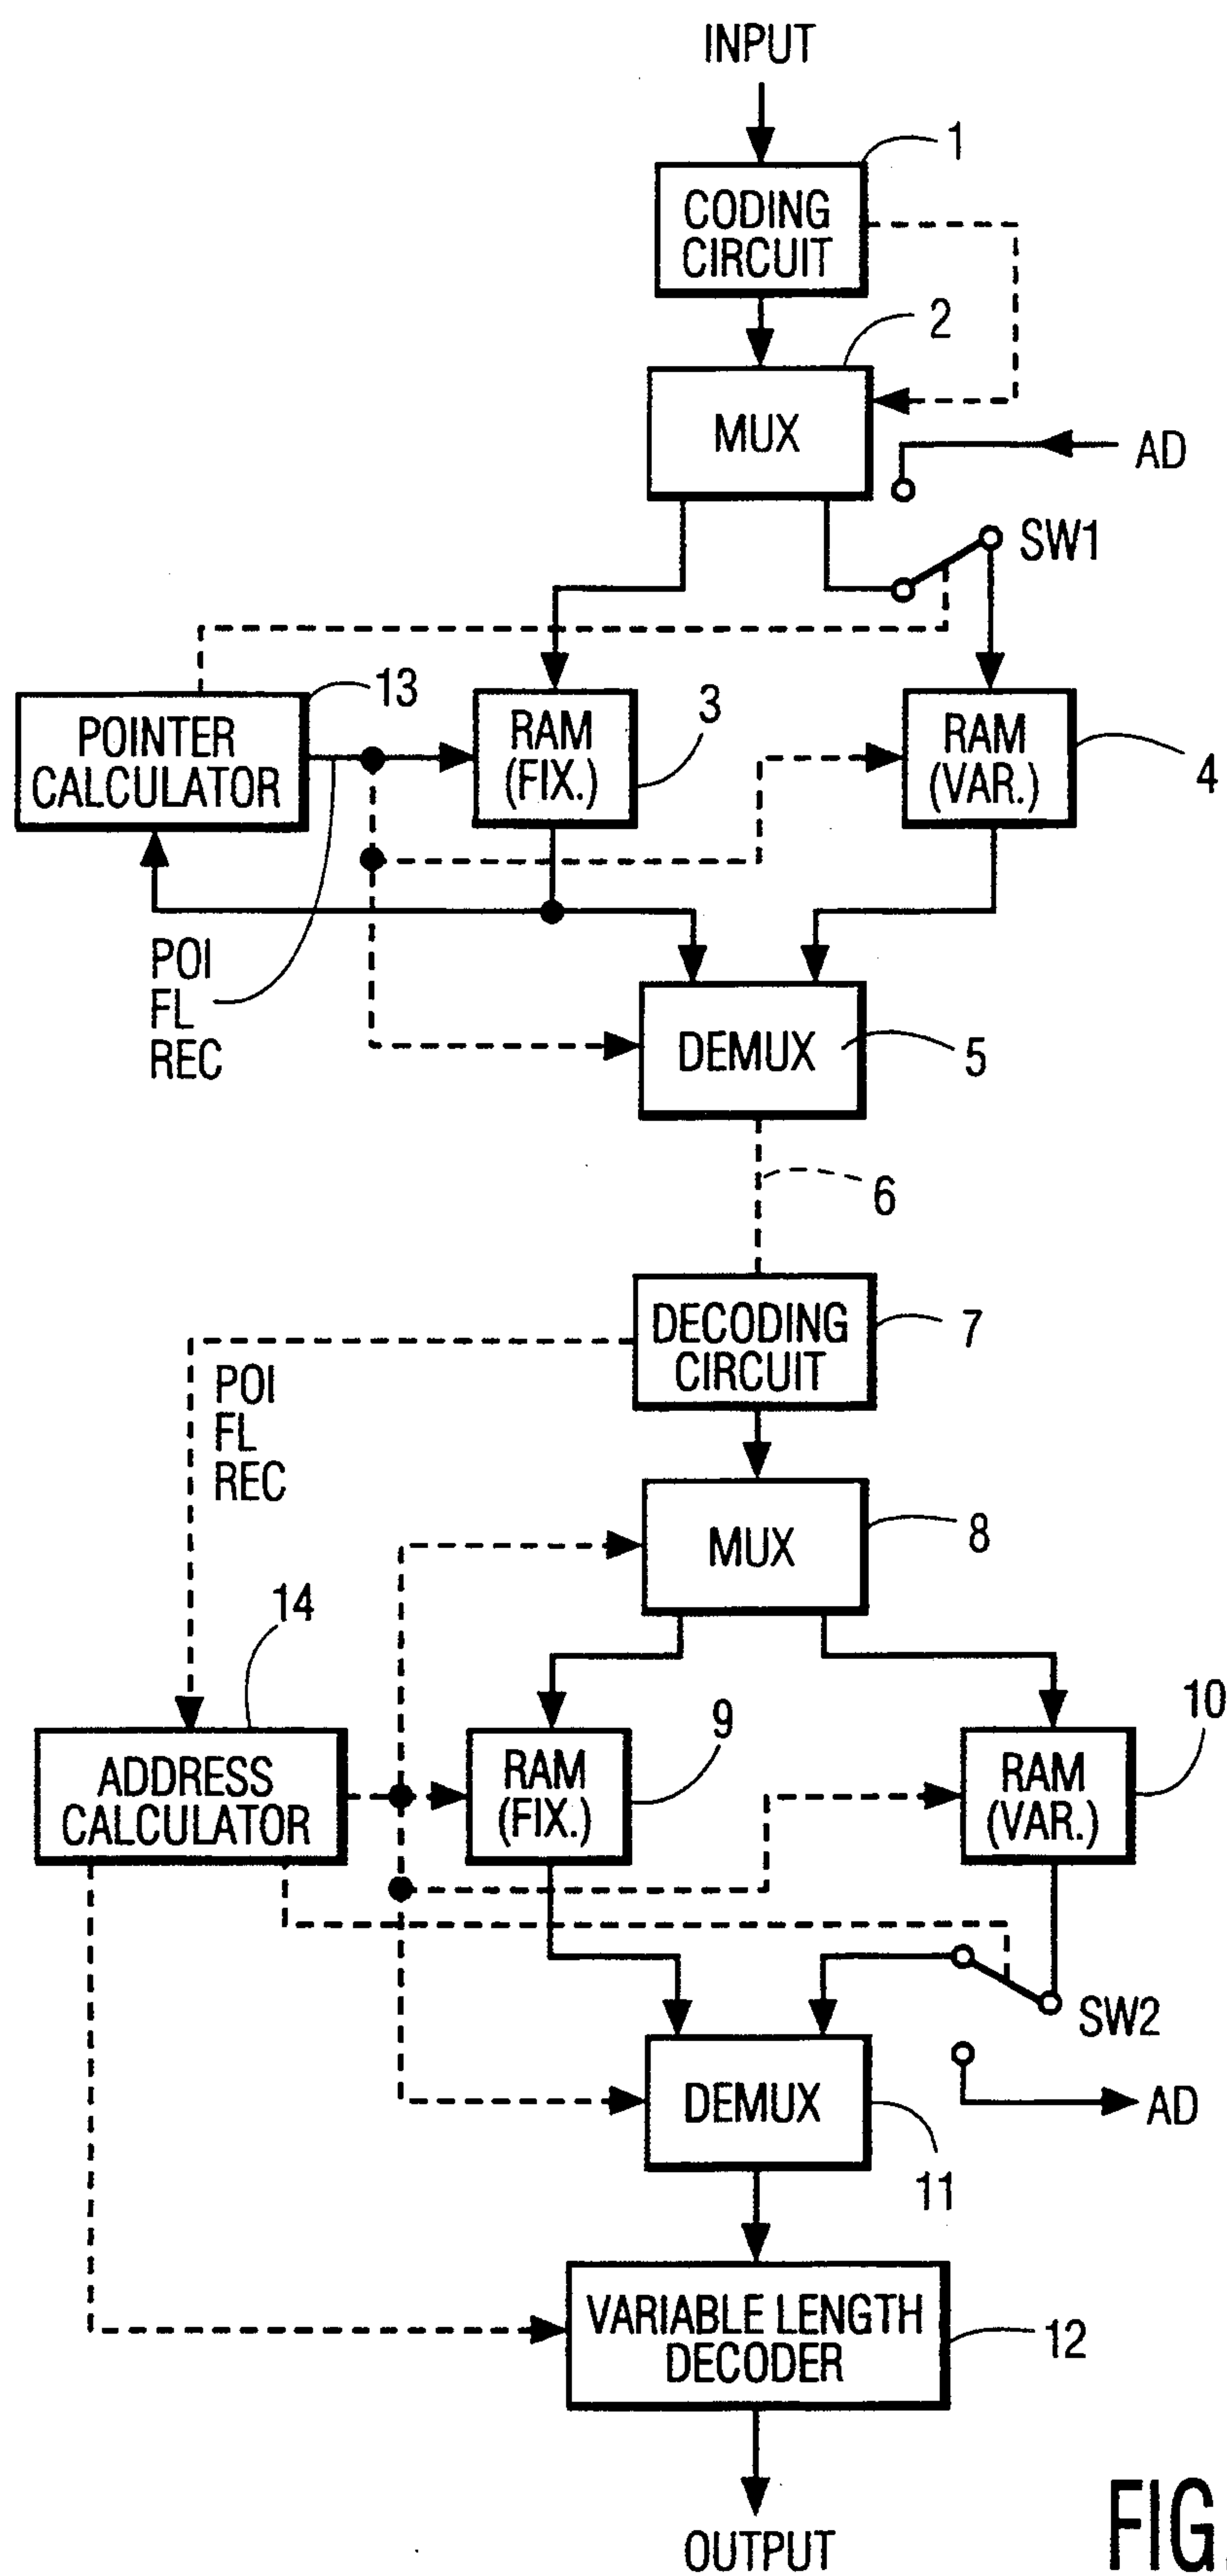 INPUT
1
CODING
CIRCUIT
2
MUX
AD
SW1
13
POINTER
CALCULATOR
RAM
(FIX.)
3
RAM
(VAR.)
4
POI
FL
REC
DEMUX
5
6
DECODING
CIRCUIT
7
POI
FL
REC
MUX
8
14
ADDRESS
CALCULATOR
RAM
(FIX.)
9
RAM
(VAR.)
10
SW2
DEMUX
AD
11
VARIABLE LENGTH
DECODER
12
OUTPUT
FIG